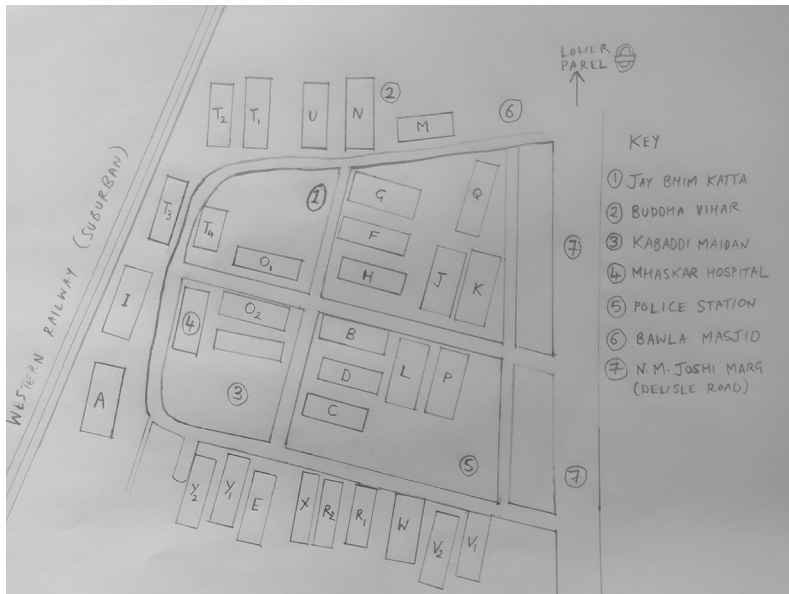 LOWER
PAREL
T2 T1 U N 2
M 6
KEY
1 JAY BHIM KATTA
2 BUDDHA VIHAR
3 KABADDI MAIDAN
4 MHASKAR HOSPITAL
5 POLICE STATION
6 BAWLA MASJID
7 N.M. JOSHI MARG
(DELISLE ROAD)
WESTERN RAILWAY (SUBURBAN)
T3 T4 1 G Q
F
O1 H J K 7
I 4 O2 B
D L P
A 3 C
5 7
Y2 Y1 E X R2 R1 W V2 V1